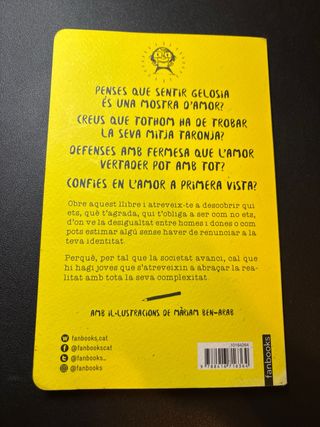 PENSES QUE SENTIR GELOSIA
ÉS UNA MOSTRA D'AMOR?
CREUS QUE TOTHOM HA DE TROBAR
LA SEVA MITJA TARONJA?
DEFENSES AMB FERMESA QUE L'AMOR
VERTADER POT AMB TOT?
CONFIES EN L'AMOR A PRIMERA VISTA?
Obre aquest llibre i atreveix-te a descobrir qui
ets, què t'agrada, qui t'obliga a ser com no ets,
d'on ve la desigualtat entre homes i dones o com
pots estimar algú sense haver de renunciar a la
teva identitat.
Perquè, per tal que la societat avanci, cal que
hi hagi joves que s'atreveixin a abraçar la rea-
litat amb tota la seva complexitat.
AMB IL·LUSTRACIONS DE MÀRIAM BEN-ARAB
fanbooks.cat
@fanbookscat
@fanbooks_
@fanbooks
10194264
fanbooks